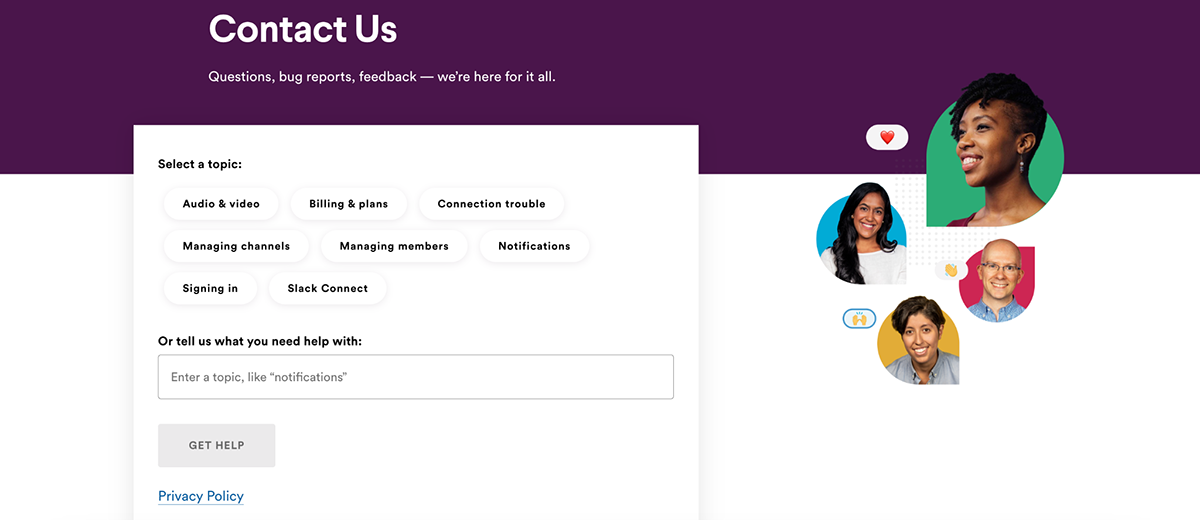 Contact Us
Questions, bug reports, feedback — we’re here for it all.
Select a topic:
Audio & video
Billing & plans
Connection trouble
Managing channels
Managing members
Notifications
Signing in
Slack Connect
Or tell us what you need help with:
Enter a topic, like “notifications”
GET HELP
Privacy Policy